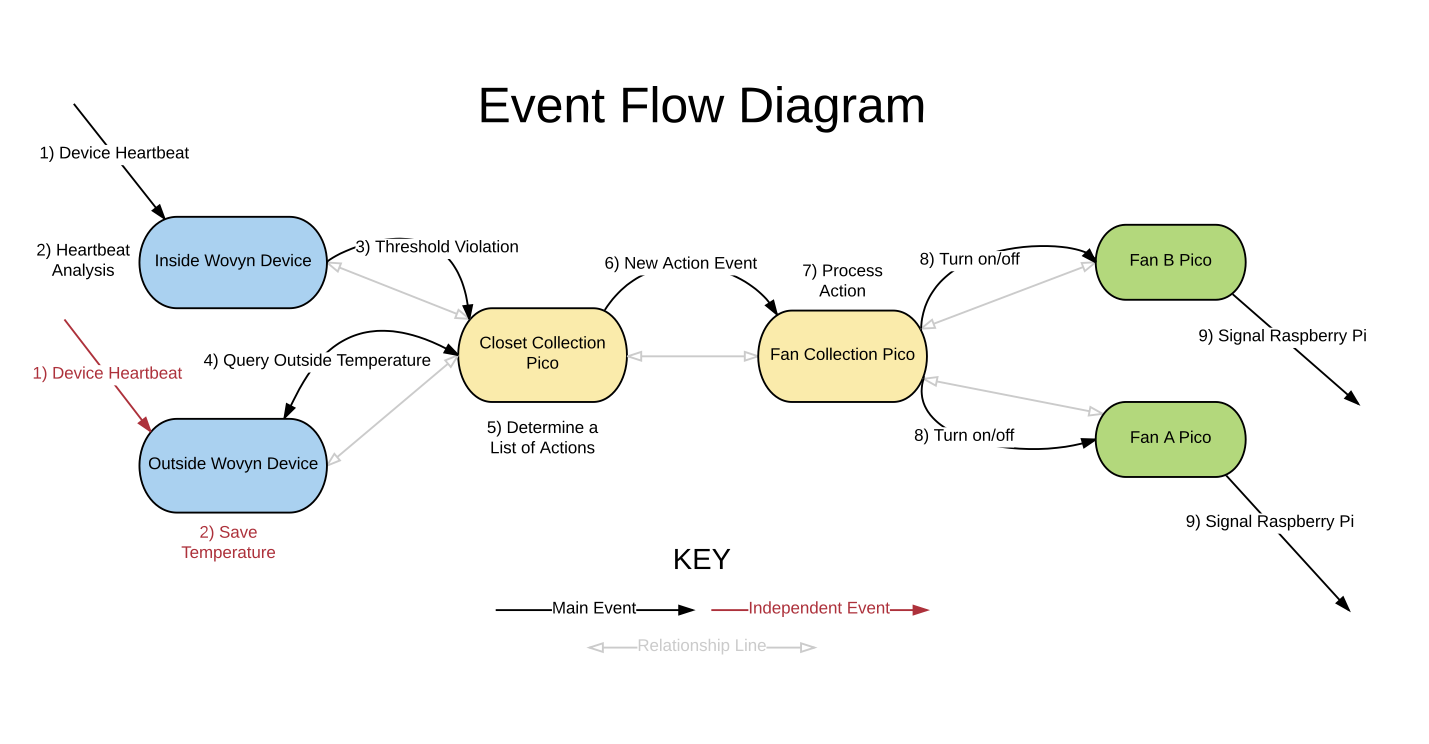 Event Flow Diagram
1) Device Heartbeat
2) Heartbeat
Analysis
Inside Wovyn Device
3) Threshold Violation
1) Device Heartbeat
4) Query Outside Temperature
Outside Wovyn Device
2) Save
Temperature
Closet Collection
Pico
5) Determine a
List of Actions
6) New Action Event
7) Process
Action
Fan Collection Pico
8) Turn on/off
Fan B Pico
9) Signal Raspberry Pi
8) Turn on/off
Fan A Pico
9) Signal Raspberry Pi
KEY
Main Event
Independent Event
Relationship Line